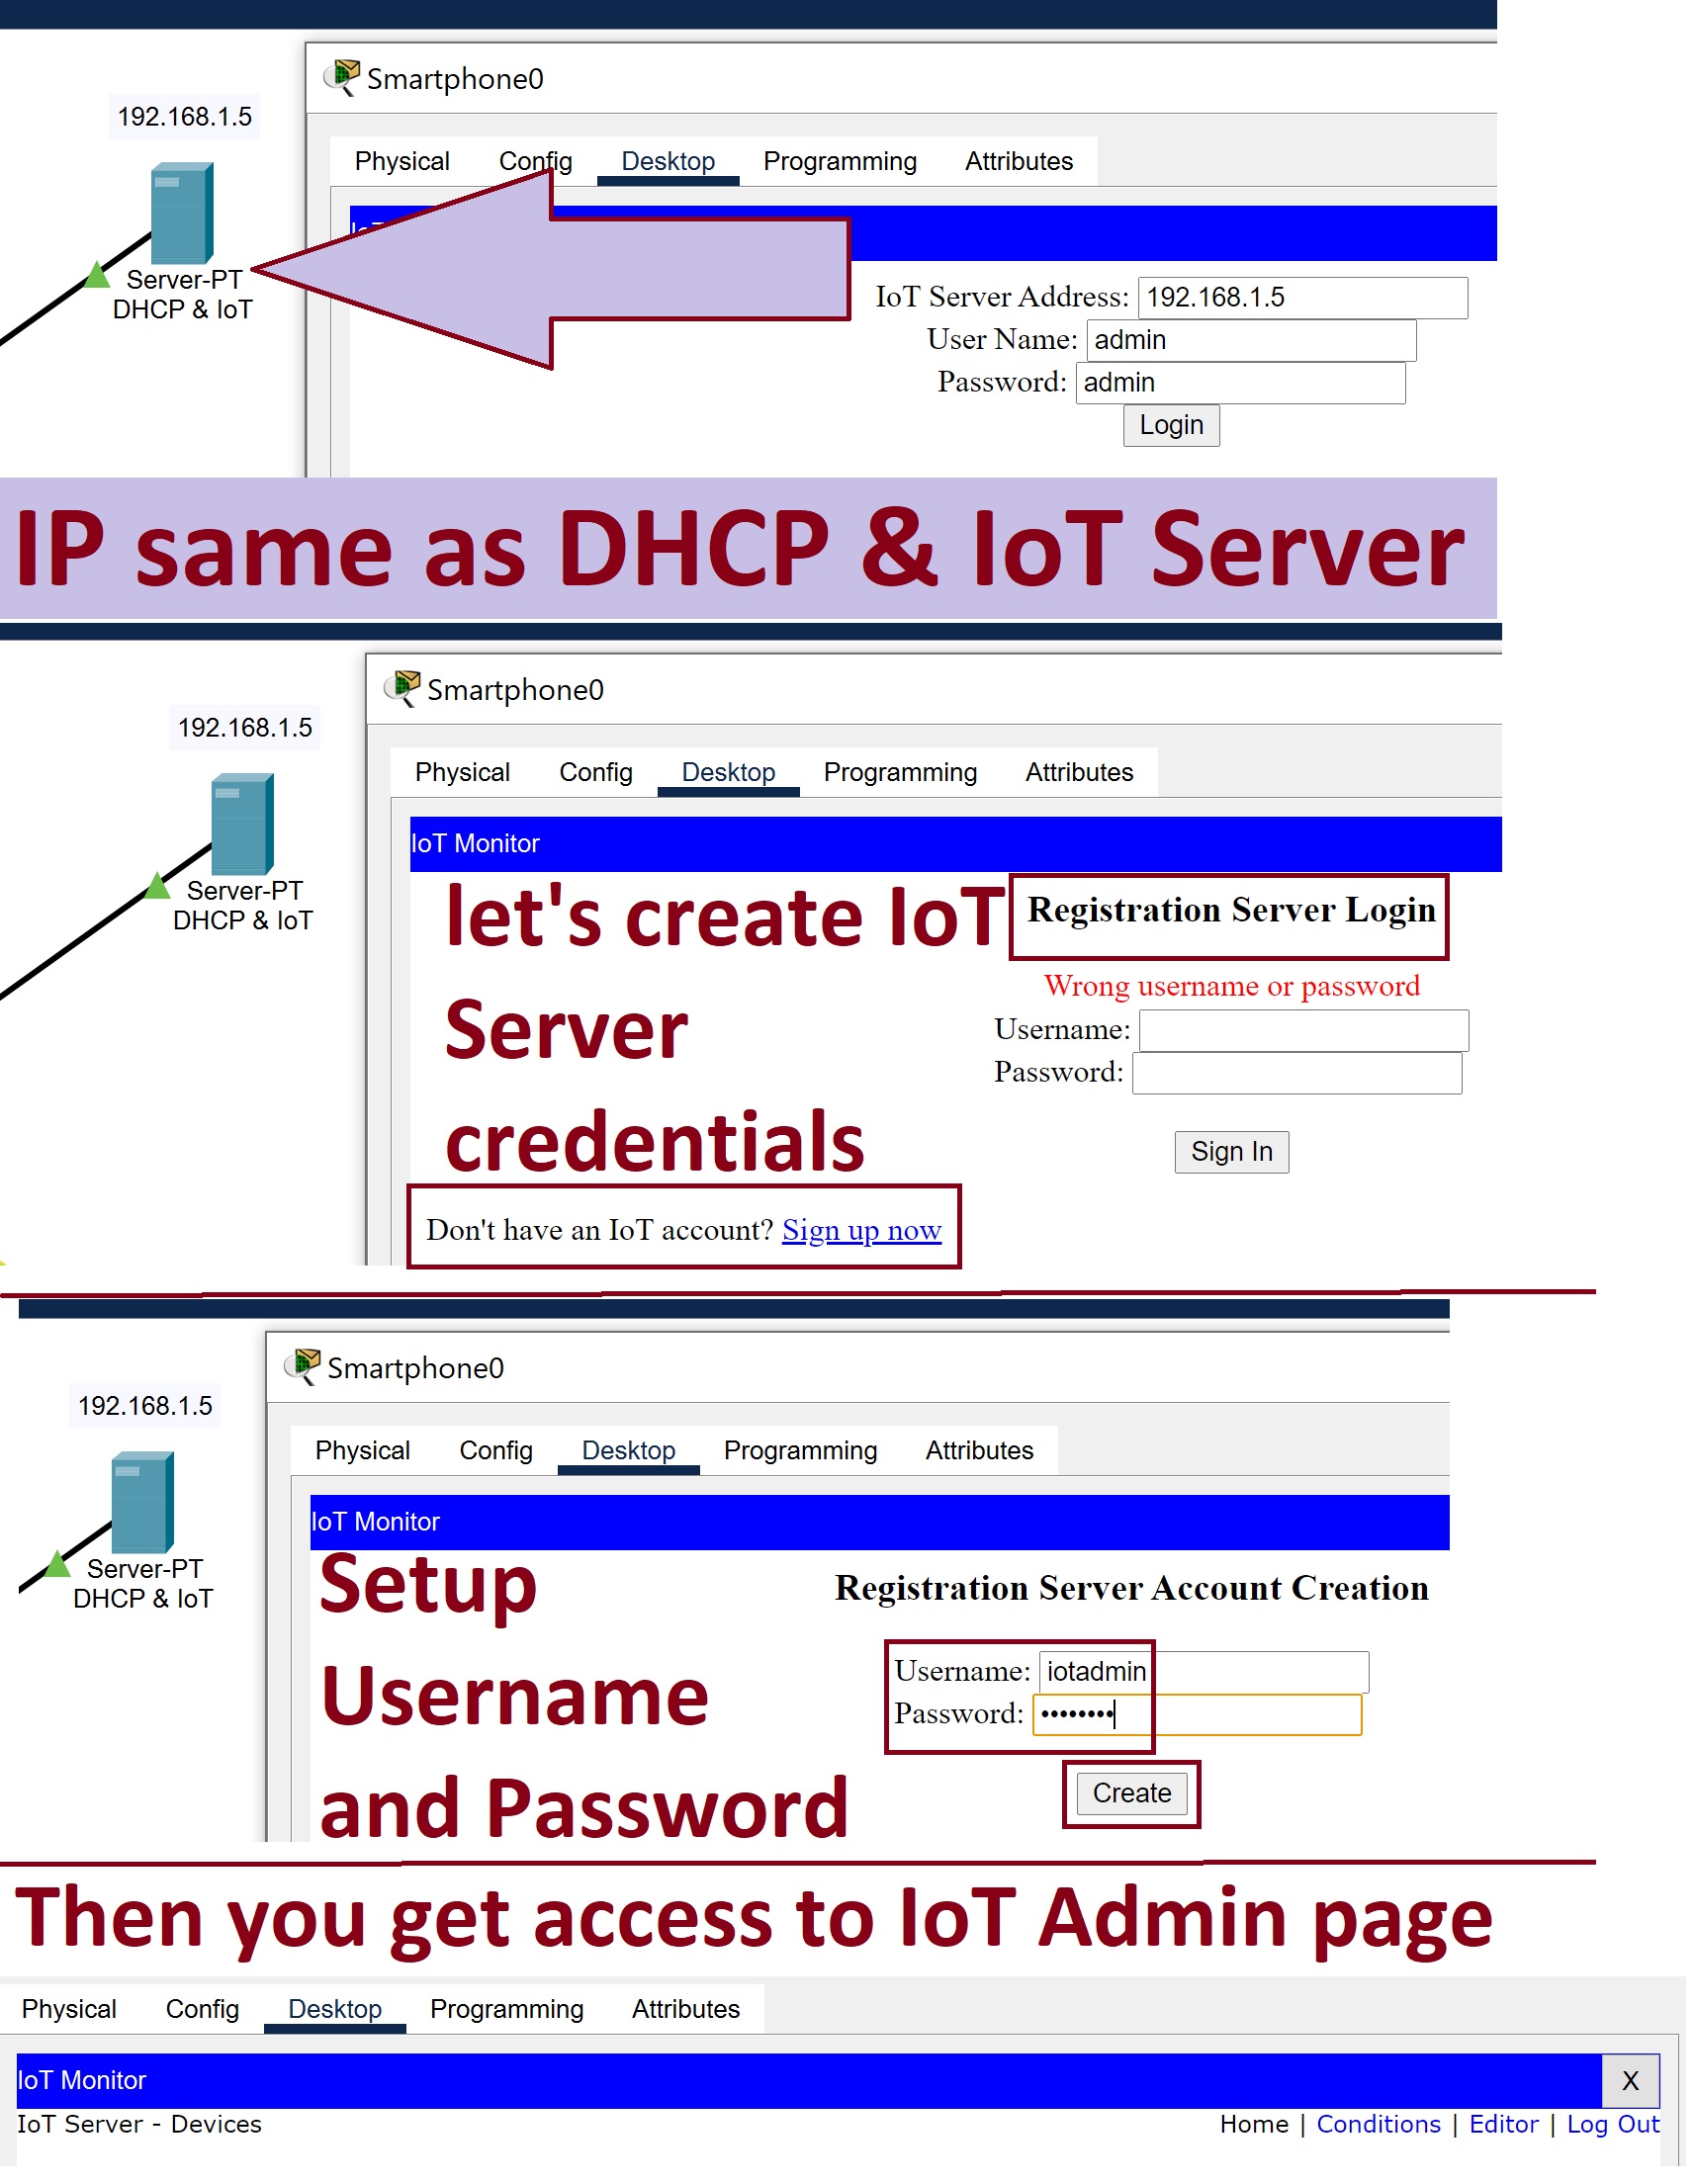 Smartphone0
192.168.1.5
Physical Config Desktop Programming Attributes
Server-PT
DHCP & IoT
IoT Server Address: 192.168.1.5
User Name: admin
Password: admin
Login
IP same as DHCP & IoT Server
Smartphone0
192.168.1.5
Physical Config Desktop Programming Attributes
IoT Monitor
Server-PT
DHCP & IoT
let's create IoT
Server
credentials
Registration Server Login
Wrong username or password
Username:
Password:
Sign In
Don't have an IoT account? Sign up now
Smartphone0
192.168.1.5
Physical Config Desktop Programming Attributes
IoT Monitor
Server-PT
DHCP & IoT
Setup
Username
and Password
Registration Server Account Creation
Username: iotadmin
Password: ••••••••
Create
Then you get access to IoT Admin page
Physical Config Desktop Programming Attributes
IoT Monitor X
IoT Server - Devices Home | Conditions | Editor | Log Out